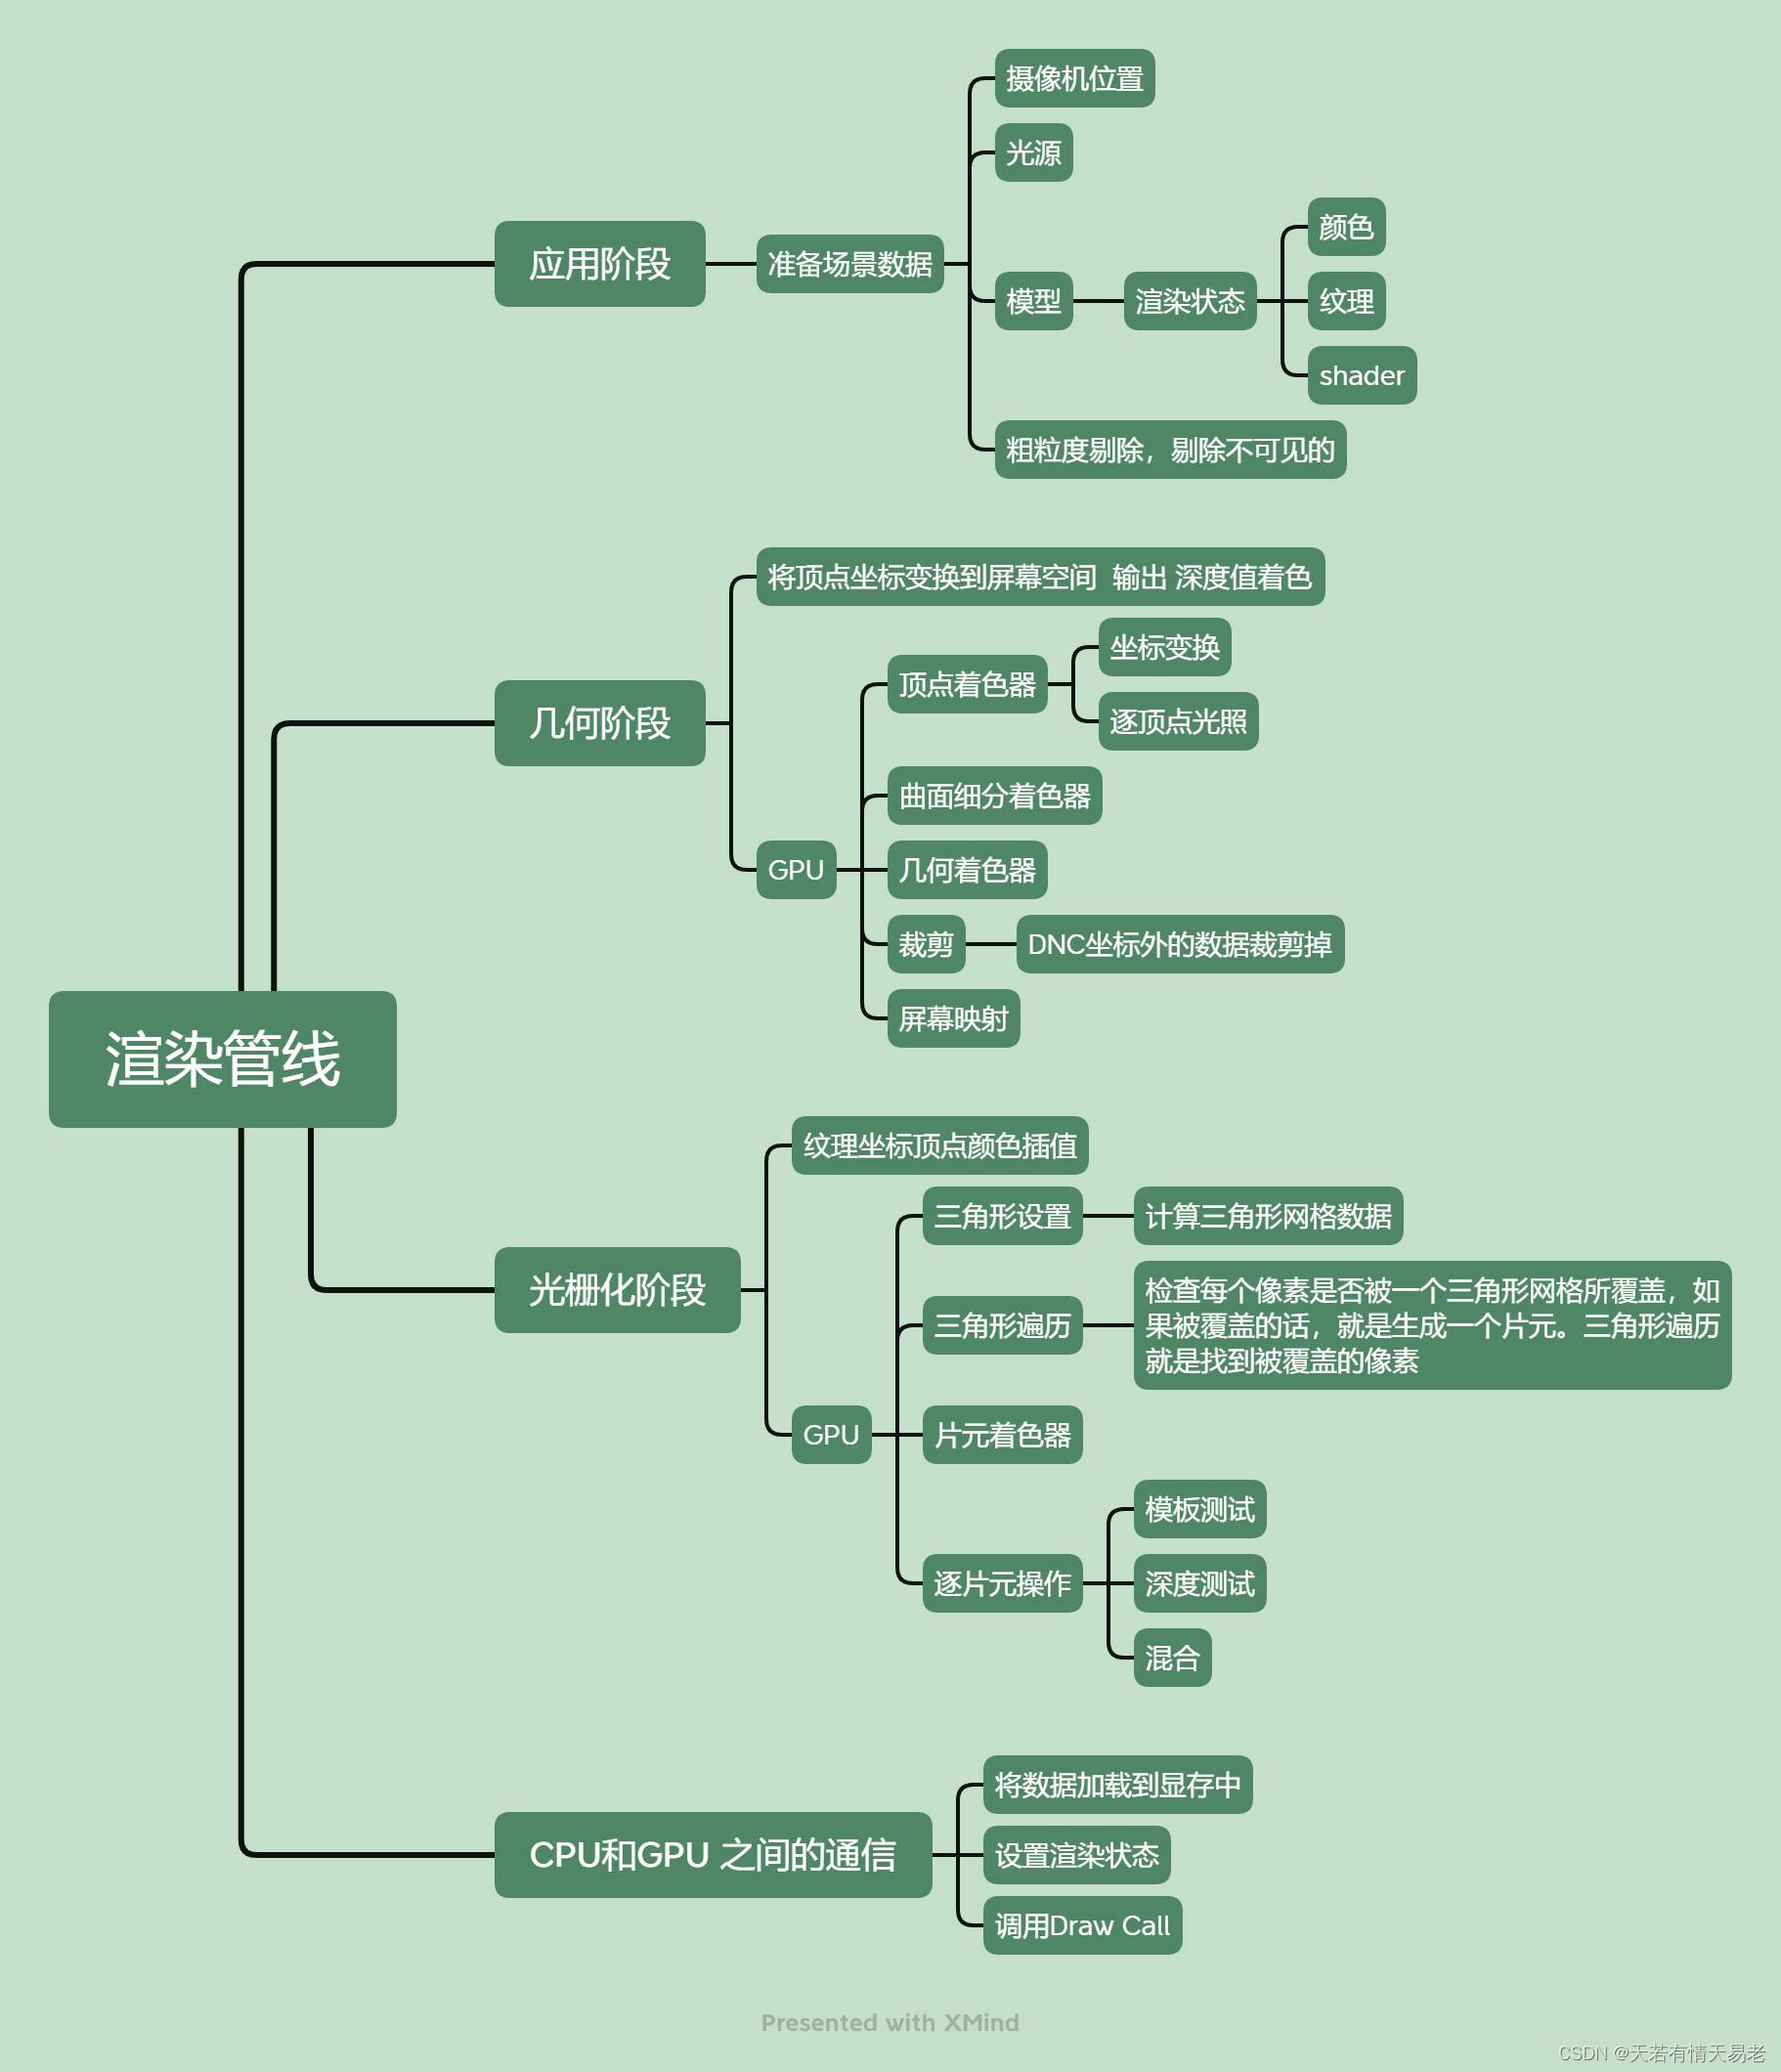 渲染管线
应用阶段
准备场景数据
摄像机位置
光源
模型
渲染状态
颜色
纹理
shader
粗粒度剔除，剔除不可见的
几何阶段
将顶点坐标变换到屏幕空间 输出 深度值着色
GPU
顶点着色器
坐标变换
逐顶点光照
曲面细分着色器
几何着色器
裁剪
DNC坐标外的数据裁剪掉
屏幕映射
光栅化阶段
纹理坐标顶点颜色插值
GPU
三角形设置
计算三角形网格数据
三角形遍历
检查每个像素是否被一个三角形网格所覆盖，如
果被覆盖的话，就是生成一个片元。三角形遍历
就是找到被覆盖的像素
片元着色器
逐片元操作
模板测试
深度测试
混合
CPU和GPU 之间的通信
将数据加载到显存中
设置渲染状态
调用Draw Call
Presented with XMind
CSDN @天若有情天易老